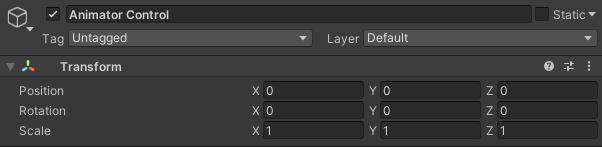 Animator Control Static
Tag Untagged Layer Default
Transform
Position X 0 Y 0 Z 0
Rotation X 0 Y 0 Z 0
Scale X 1 Y 1 Z 1